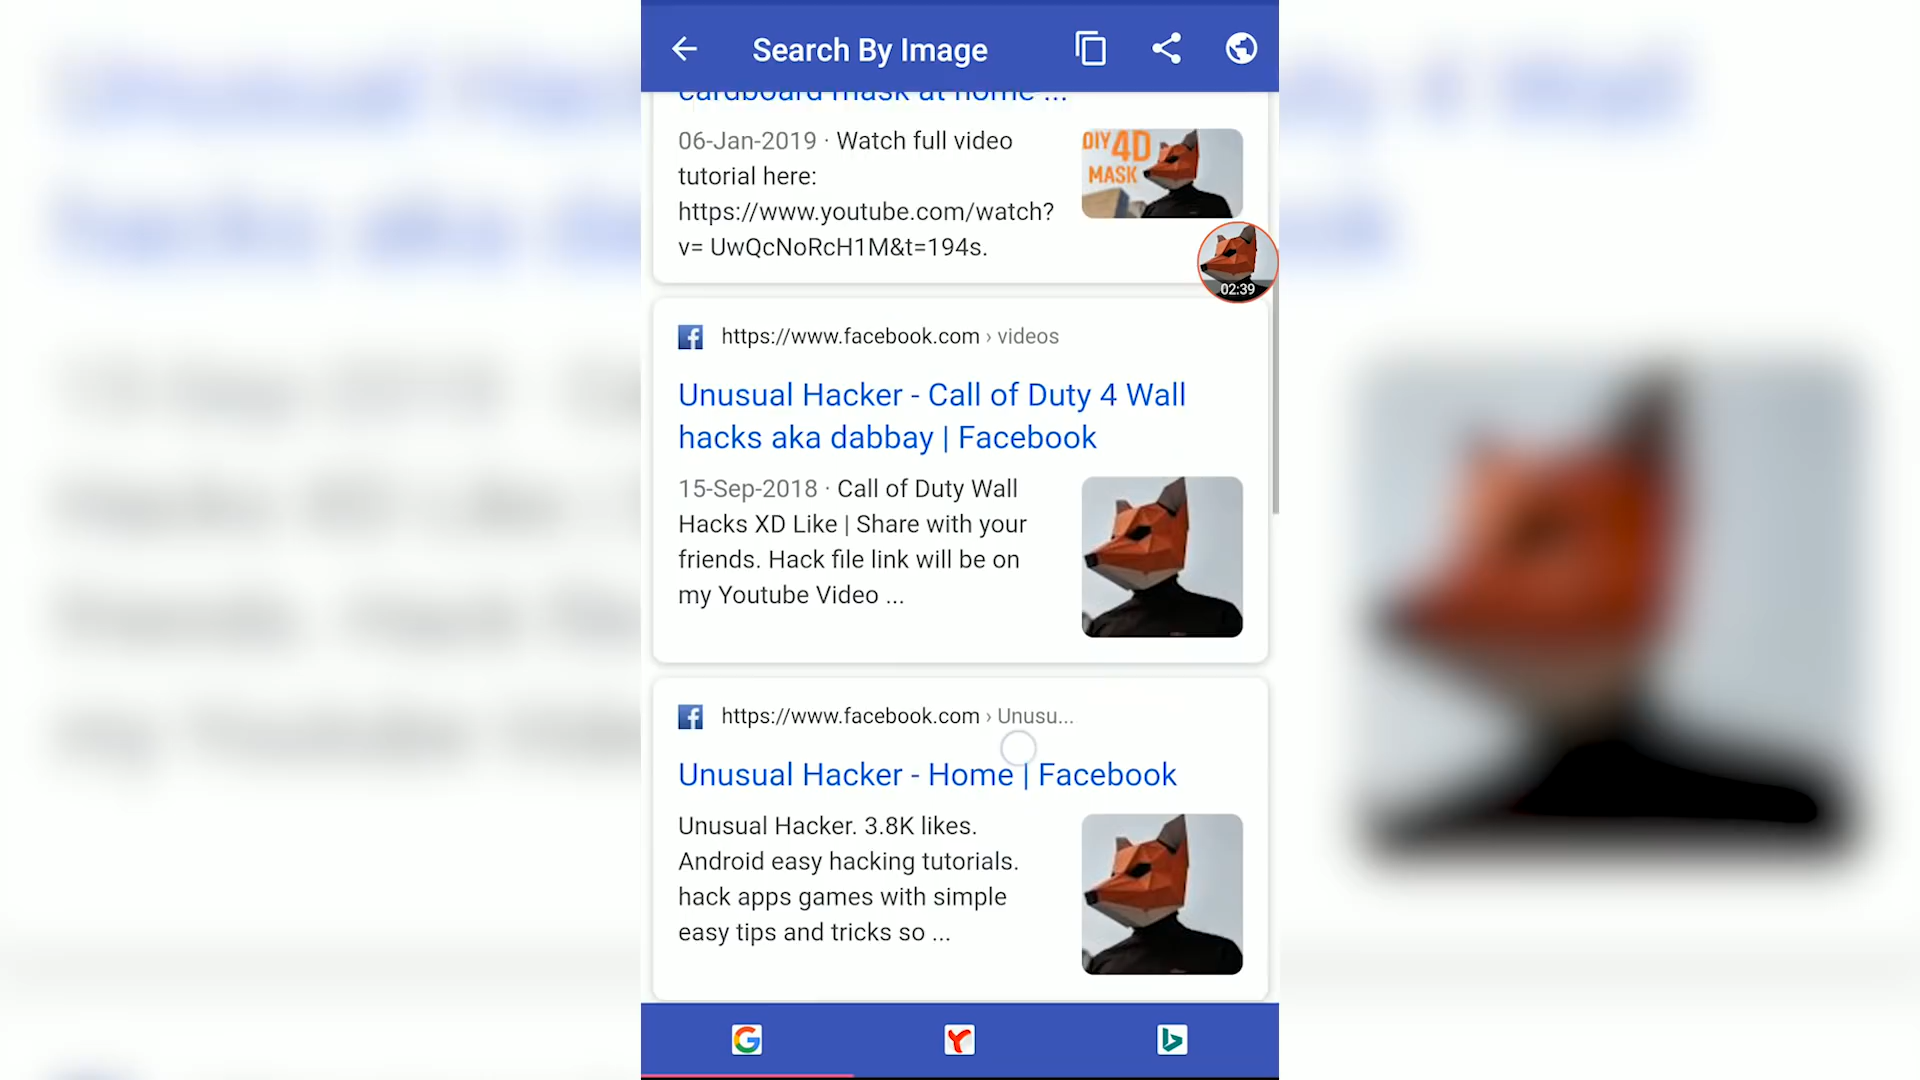 Search By Image
cardboard mask at home ...
06-Jan-2019 · Watch full video
tutorial here:
https://www.youtube.com/watch?
v= UwQcNoRcH1M&t=194s.
DIY 4D
MASK
02:39
https://www.facebook.com › videos
Unusual Hacker - Call of Duty 4 Wall
hacks aka dabbay | Facebook
15-Sep-2018 · Call of Duty Wall
Hacks XD Like | Share with your
friends. Hack file link will be on
my Youtube Video ...
https://www.facebook.com › Unusu...
Unusual Hacker - Home | Facebook
Unusual Hacker. 3.8K likes.
Android easy hacking tutorials.
hack apps games with simple
easy tips and tricks so ...